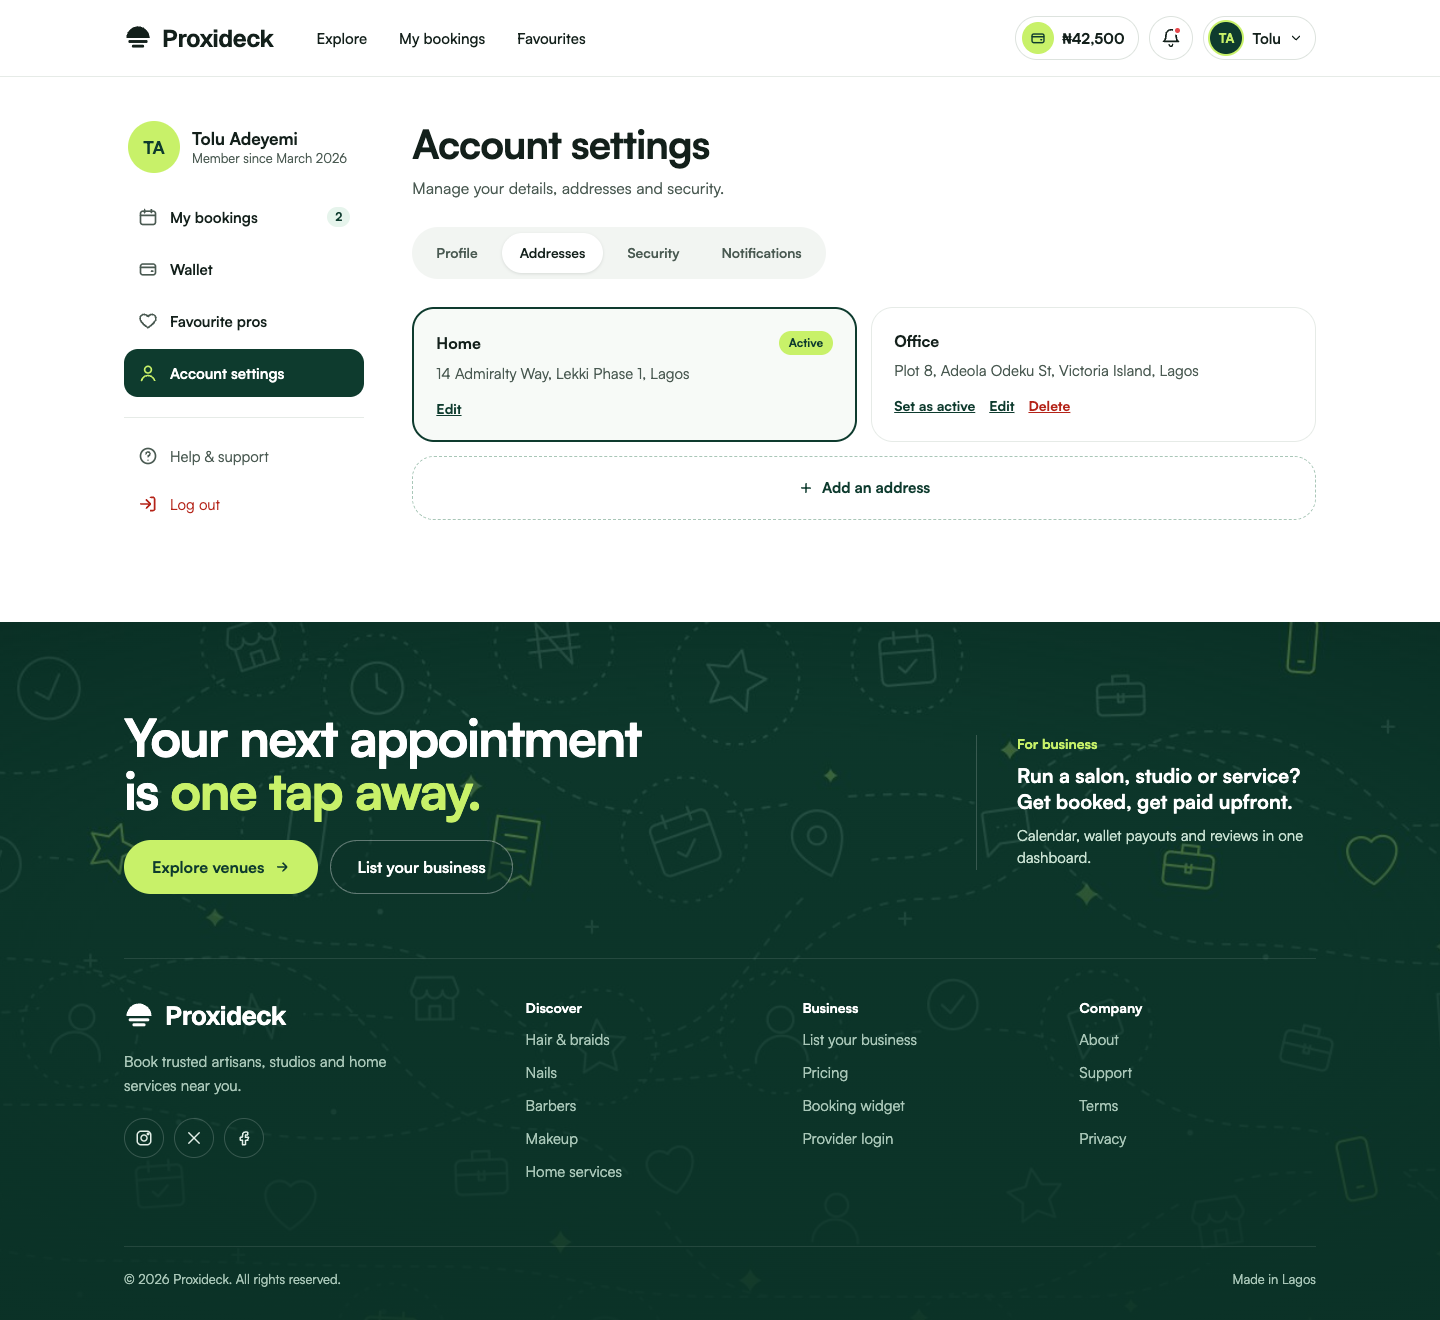 Proxideck
Explore
My bookings
Favourites
₦42,500
TA
Tolu
TA
Tolu Adeyemi
Member since March 2026
My bookings
2
Wallet
Favourite pros
Account settings
Help & support
Log out
Account settings
Manage your details, addresses and security.
Profile
Addresses
Security
Notifications
Home
Active
14 Admiralty Way, Lekki Phase 1, Lagos
Edit
Office
Plot 8, Adeola Odeku St, Victoria Island, Lagos
Set as active
Edit
Delete
Add an address
Your next appointment
is one tap away.
Explore venues
List your business
For business
Run a salon, studio or service?
Get booked, get paid upfront.
Calendar, wallet payouts and reviews in one
dashboard.
Proxideck
Book trusted artisans, studios and home
services near you.
Discover
Hair & braids
Nails
Barbers
Makeup
Home services
Business
List your business
Pricing
Booking widget
Provider login
Company
About
Support
Terms
Privacy
© 2026 Proxideck. All rights reserved.
Made in Lagos